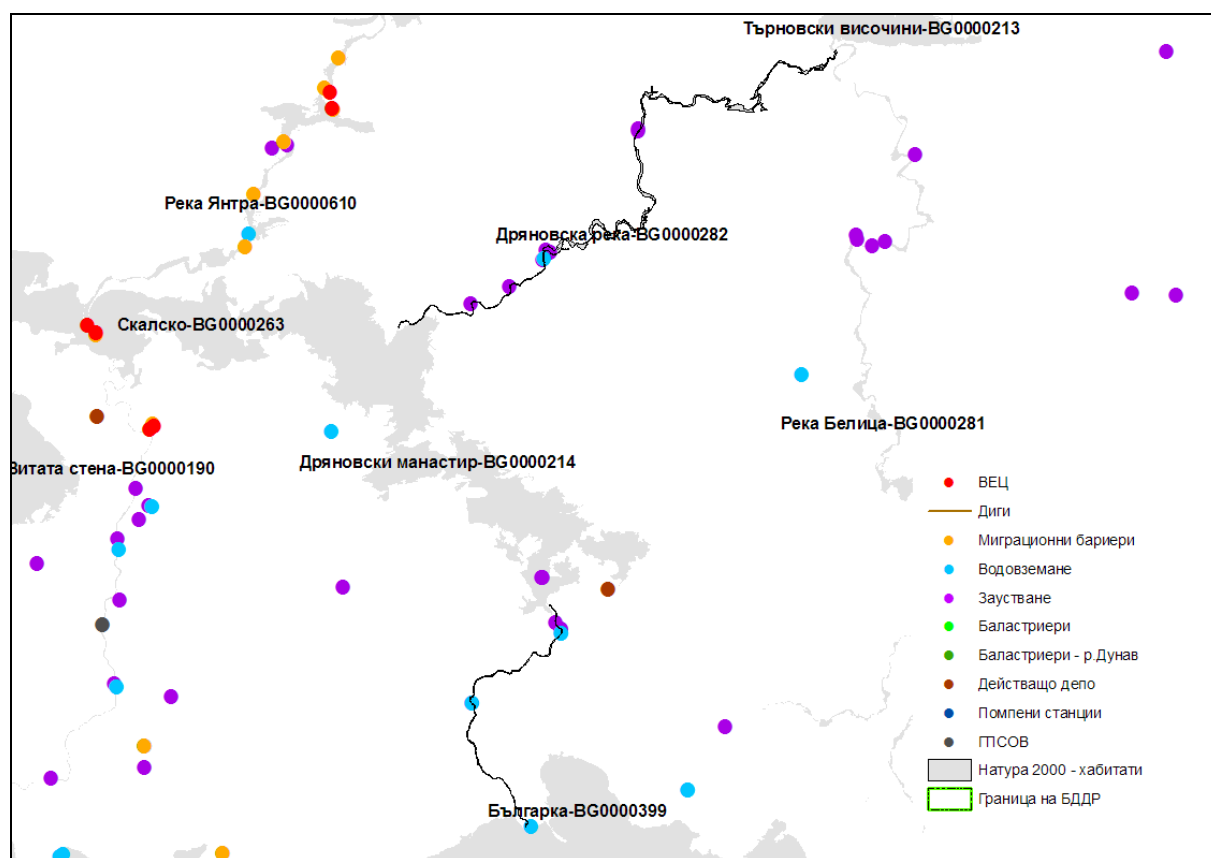 Търновски височини-BG0000213
Река Янтра-BG0000610
Дряновска река-BG0000282
Скалско-BG0000263
Река Белица-BG0000281
Витата стена-BG0000190
Дряновски манастир-BG0000214
Българка-BG0000399
ВЕЦ
Диги
Миграционни бариери
Водовземане
Заустване
Баластриери
Баластриери - р.Дунав
Действащо депо
Помпени станции
ГПСОВ
Натура 2000 - хабитати
Граница на БДДР